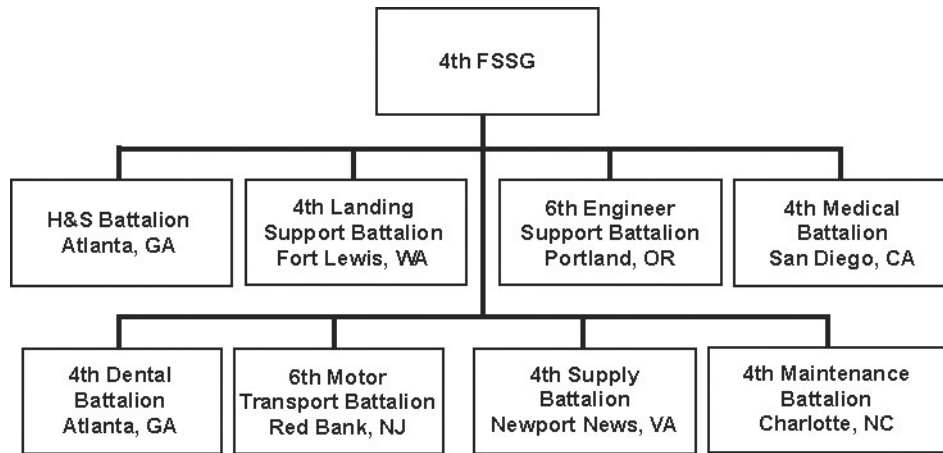 4th FSSG
H&S Battalion
Atlanta, GA
4th Landing
Support Battalion
Fort Lewis, WA
6th Engineer
Support Battalion
Portland, OR
4th Medical
Battalion
San Diego, CA
4th Dental
Battalion
Atlanta, GA
6th Motor
Transport Battalion
Red Bank, NJ
4th Supply
Battalion
Newport News, VA
4th Maintenance
Battalion
Charlotte, NC